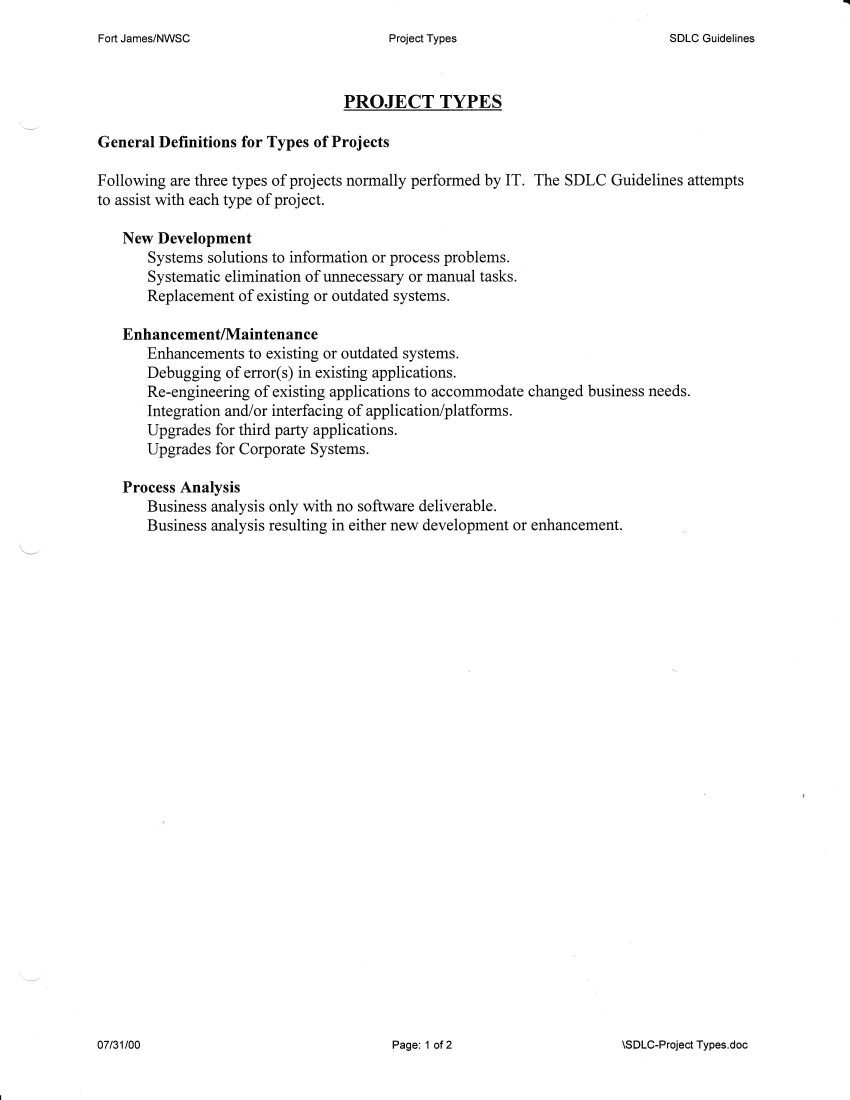 Fort James/NWSC Project Types SDLC Guidelines
PROJECT TYPES
General Definitions for Types of Projects
Following are three types of projects normally performed by IT. The SDLC Guidelines attempts
to assist with each type of project.
New Development
Systems solutions to information or process problems.
Systematic elimination of unnecessary or manual tasks.
Replacement of existing or outdated systems.
Enhancement/Maintenance
Enhancements to existing or outdated systems.
Debugging of error(s) in existing applications.
Re-engineering of existing applications to accommodate changed business needs.
Integration and/or interfacing of application/platforms.
Upgrades for third party applications.
Upgrades for Corporate Systems.
Process Analysis
Business analysis only with no software deliverable.
Business analysis resulting in either new development or enhancement.
07/31/00 Page: 1 of 2 \SDLC-Project Types.doc